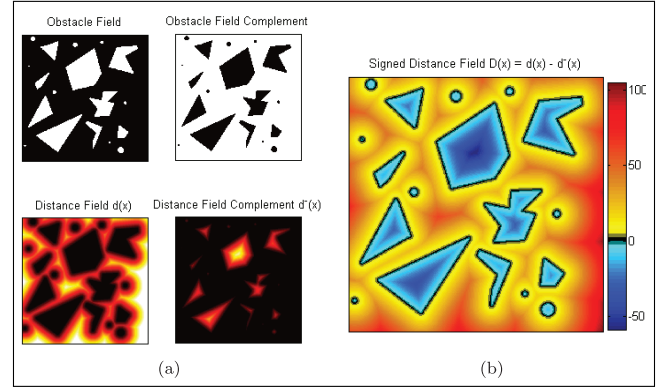 Obstacle Field
Obstacle Field Complement
Distance Field d(x)
Distance Field Complement d¯(x)
(a)
Signed Distance Field D(x) = d(x) - d¯(x)
100
50
0
-50
(b)